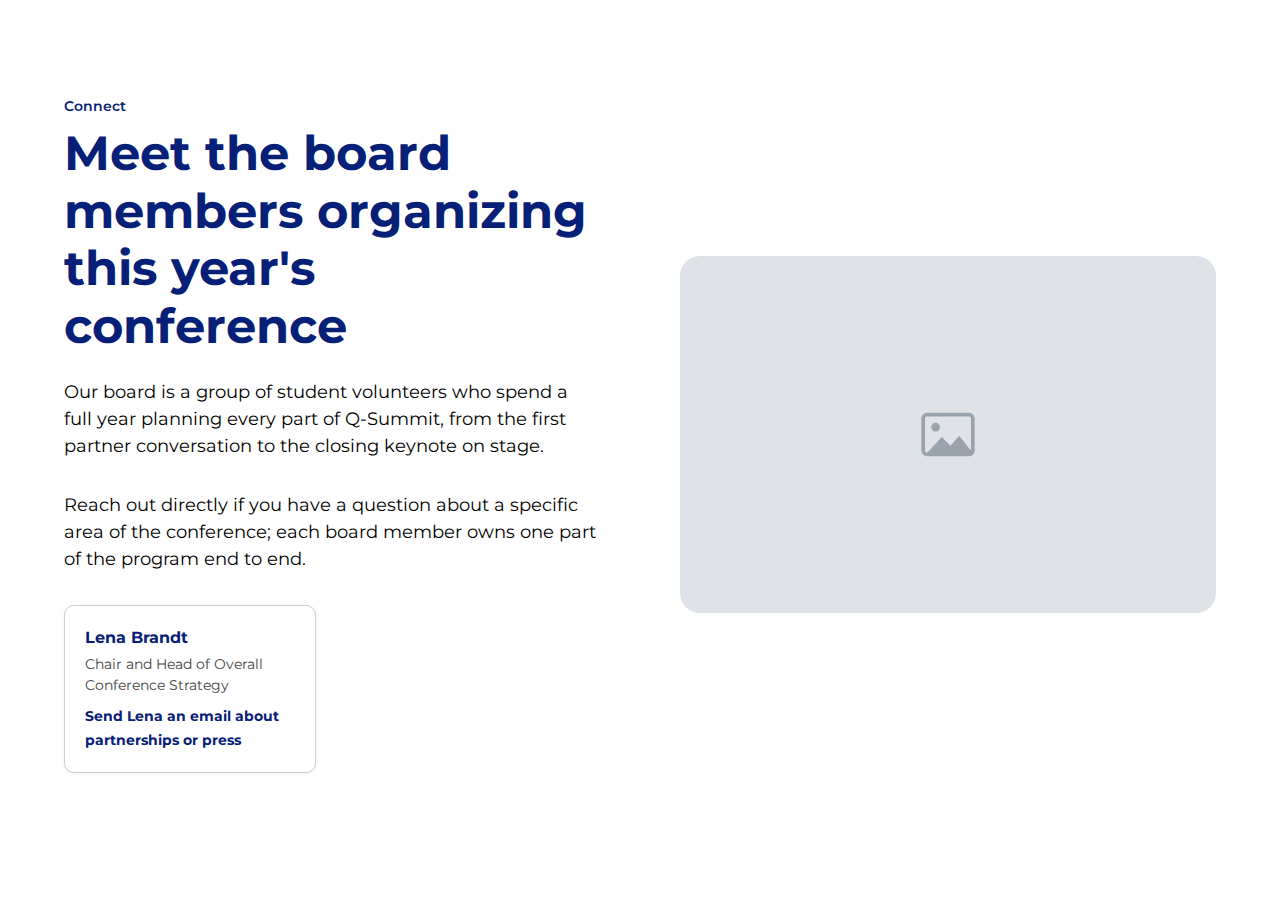 Connect
Meet the board
members organizing
this year's
conference
Our board is a group of student volunteers who spend a
full year planning every part of Q-Summit, from the first
partner conversation to the closing keynote on stage.
Reach out directly if you have a question about a specific
area of the conference; each board member owns one part
of the program end to end.
Lena Brandt
Chair and Head of Overall
Conference Strategy
Send Lena an email about
partnerships or press